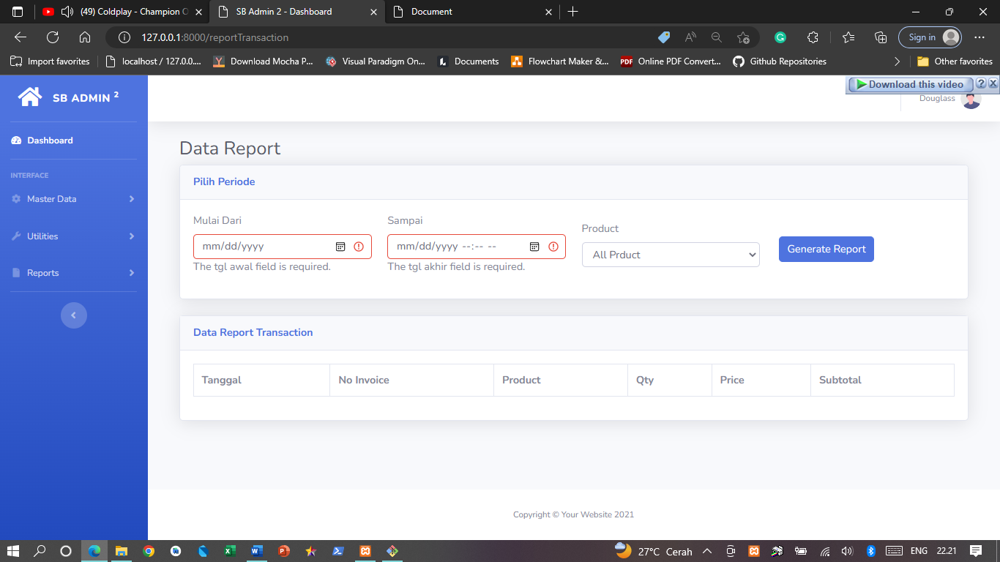 (49) Coldplay - Champion O
SB Admin 2 - Dashboard
Document
127.0.0.1:8000/reportTransaction
Sign in
Import favorites
localhost / 127.0.0....
Download Mocha P...
Visual Paradigm On...
Documents
Flowchart Maker &...
PDF
Online PDF Convert...
Github Repositories
Other favorites
SB ADMIN 2
Download this video
Douglass
Dashboard
INTERFACE
Master Data
Utilities
Reports
Data Report
Pilih Periode
Mulai Dari
Sampai
Product
mm/dd/yyyy
mm/dd/yyyy --:-- --
All Prduct
Generate Report
The tgl awal field is required.
The tgl akhir field is required.
Data Report Transaction
Tanggal
No Invoice
Product
Qty
Price
Subtotal
Copyright © Your Website 2021
27°C Cerah
ENG
22.21